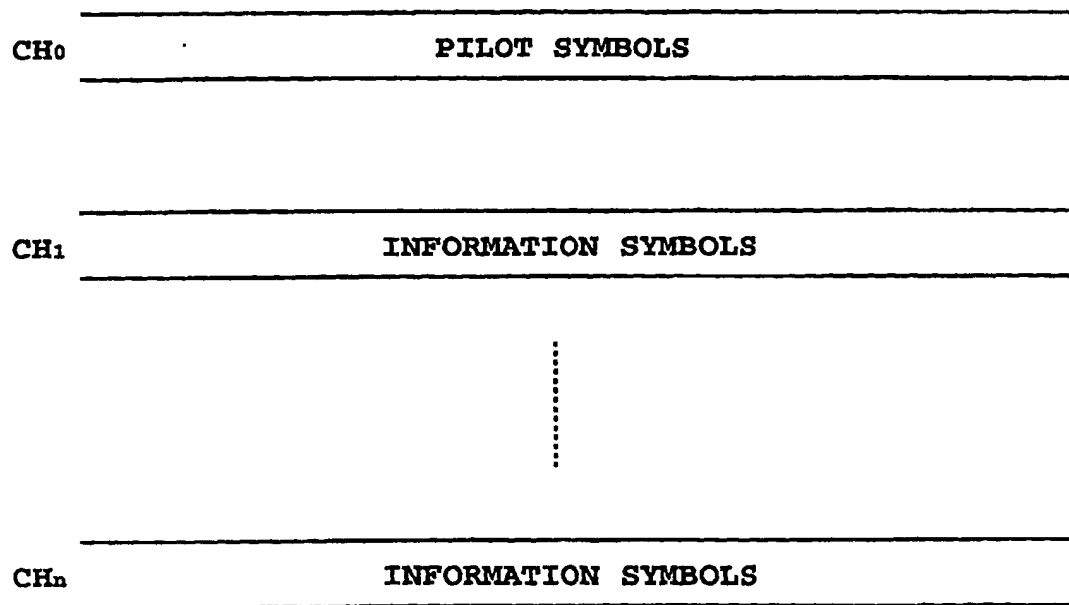 CH0 PILOT SYMBOLS
CH1 INFORMATION SYMBOLS
CHn INFORMATION SYMBOLS